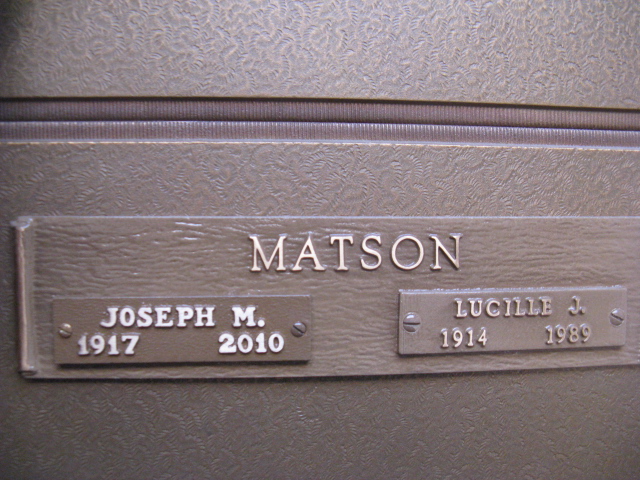 MATSON
JOSEPH M.
1917 2010
LUCILLE J.
1914 1989